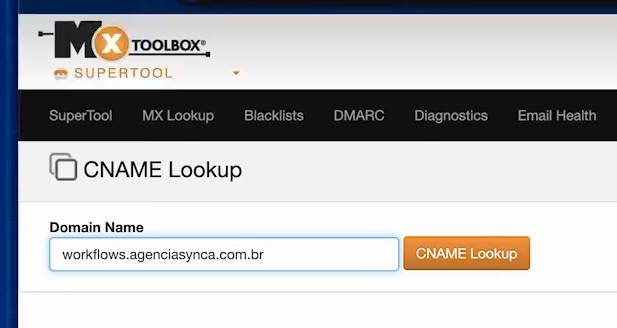 MX TOOLBOX®
SUPERTOOL
SuperTool MX Lookup Blacklists DMARC Diagnostics Email Health
CNAME Lookup
Domain Name
workflows.agenciasynca.com.br CNAME Lookup